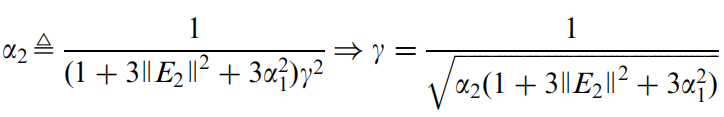 α₂ ≜ 1 / ((1 + 3‖E₂‖² + 3α₁²)γ²) ⇒ γ = 1 / √(α₂(1 + 3‖E₂‖² + 3α₁²))